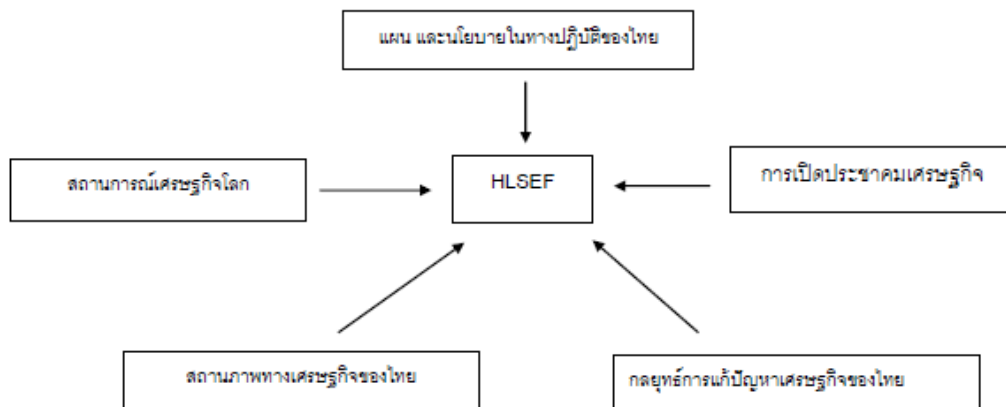 แผน และนโยบายในทางปฏิบัติของไทย
สถานการณ์เศรษฐกิจโลก
HLSEF
การเปิดประชาคมเศรษฐกิจ
สถานภาพทางเศรษฐกิจของไทย
กลยุทธ์การแก้ปัญหาเศรษฐกิจของไทย